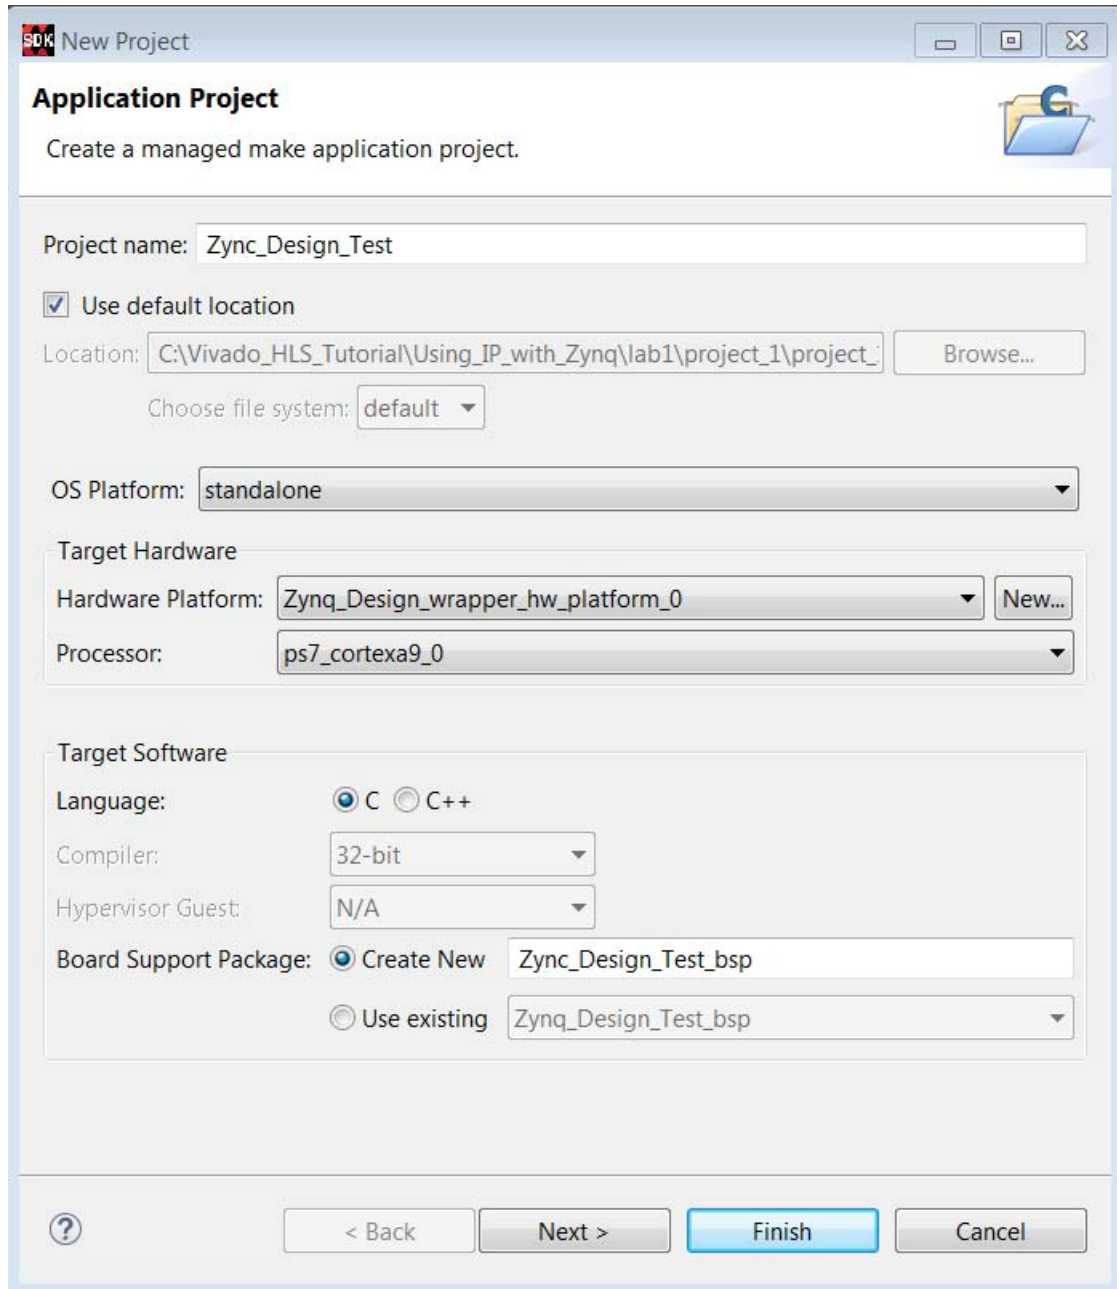 SDK New Project
Application Project
Create a managed make application project.
Project name: Zync_Design_Test
Use default location
Location: C:\Vivado_HLS_Tutorial\Using_IP_with_Zynq\lab1\project_1\project_ Browse...
Choose file system: default
OS Platform: standalone
Target Hardware
Hardware Platform: Zynq_Design_wrapper_hw_platform_0 New...
Processor: ps7_cortexa9_0
Target Software
Language: C C++
Compiler: 32-bit
Hypervisor Guest: N/A
Board Support Package: Create New Zync_Design_Test_bsp
Use existing Zynq_Design_Test_bsp
? < Back Next > Finish Cancel